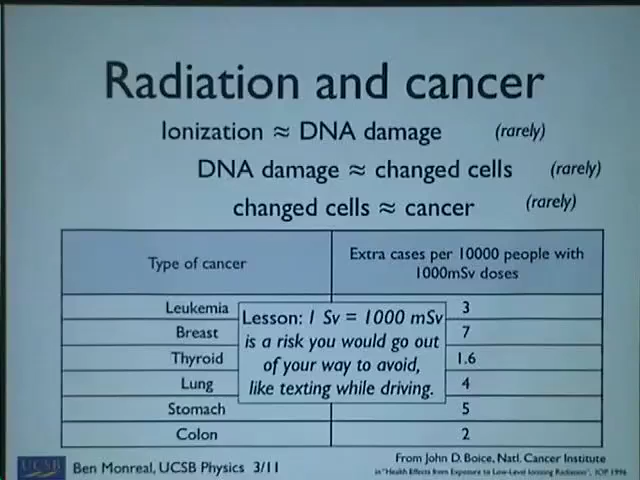 Radiation and cancer
Ionization ≈ DNA damage (rarely)
DNA damage ≈ changed cells (rarely)
changed cells ≈ cancer (rarely)
Type of cancer
Extra cases per 10000 people with
1000mSv doses
Leukemia 3
Breast 7
Thyroid 1.6
Lung 4
Stomach 5
Colon 2
Lesson: 1 Sv = 1000 mSv
is a risk you would go out
of your way to avoid,
like texting while driving.
UCSB Ben Monreal, UCSB Physics 3/11
From John D. Boice, Natl. Cancer Institute
in "Health Effects from Exposure to Low-Level Ionizing Radiation", IOP 1996